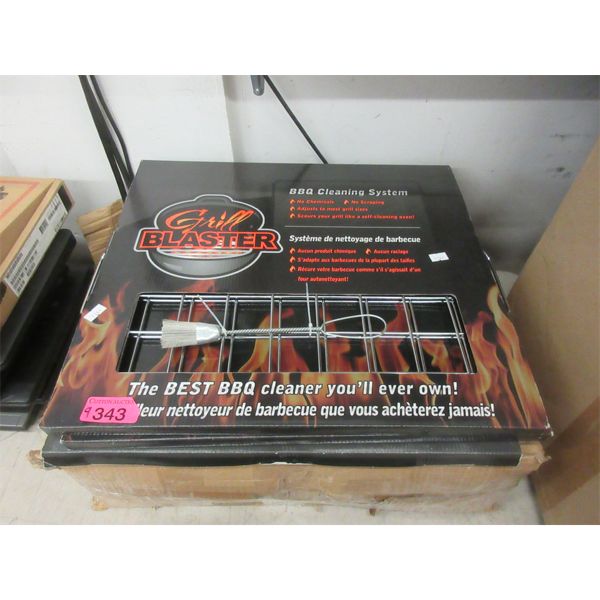 Grill
BLASTER
BBQ Cleaning System
No Chemicals No Scraping
Adjusts to most grill sizes
Scours your grill like a self-cleaning oven!
Système de nettoyage de barbecue
Aucun produit chimique Aucun raclage
S'adapte aux barbecues de la plupart des tailles
Récure votre barbecue comme s'il s'agissait d'un
four autonettoyant!
The BEST BBQ cleaner you'll ever own!
leur nettoyeur de barbecue que vous achèterez jamais!
343